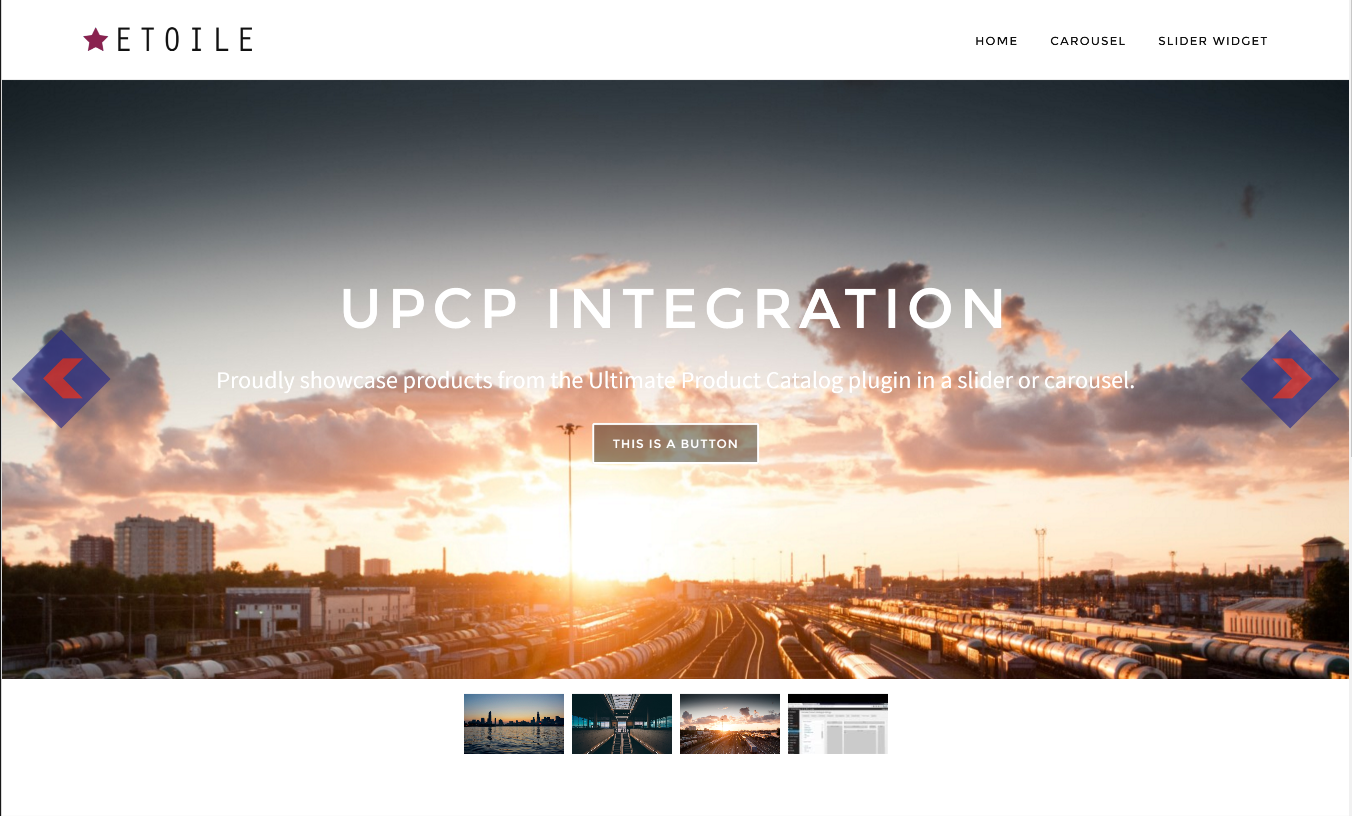 ETOILE
HOME CAROUSEL SLIDER WIDGET
UPCP INTEGRATION
Proudly showcase products from the Ultimate Product Catalog plugin in a slider or carousel.
THIS IS A BUTTON